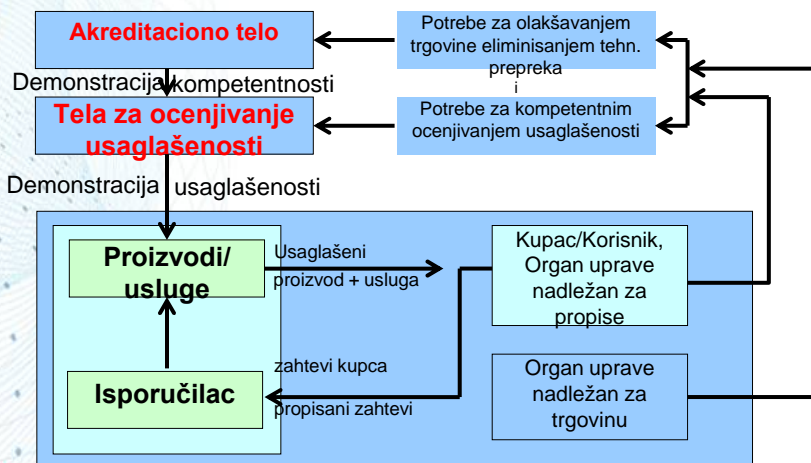 Akreditaciono telo
Potrebe za olakšavanjem
trgovine eliminisanjem tehn.
prepreka
i
Demonstracija kompetentnosti
Tela za ocenjivanje
usaglašenosti
Potrebe za kompetentnim
ocenjivanjem usaglašenosti
Demonstracija usaglašenosti
Proizvodi/
usluge
Usaglašeni
proizvod + usluga
Kupac/Korisnik,
Organ uprave
nadležan za
propise
Isporučilac
zahtevi kupca
propisani zahtevi
Organ uprave
nadležan za
trgovinu